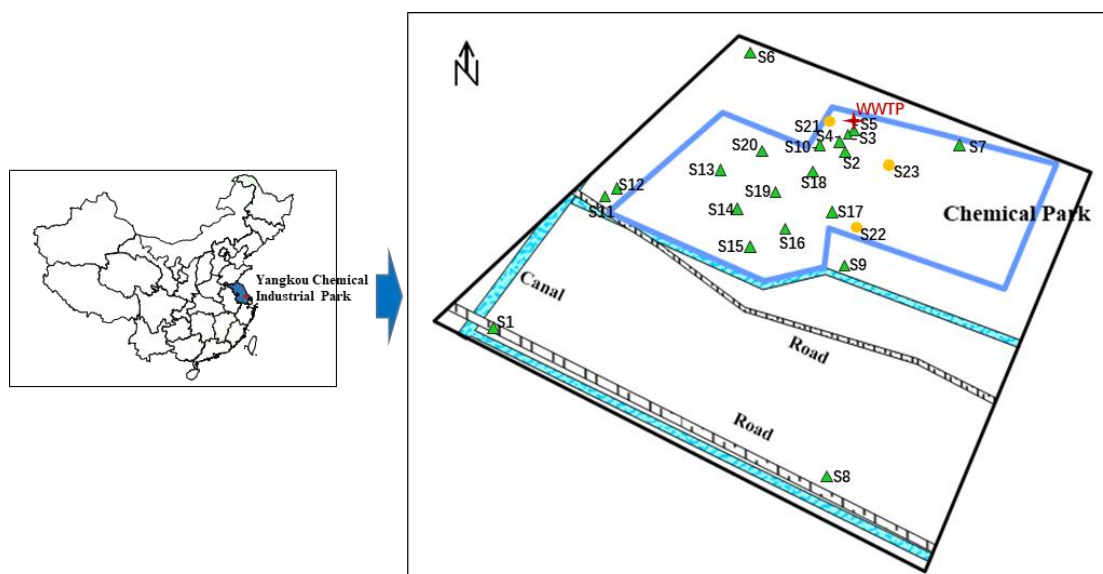 Yangkou Chemical
Industrial Park
N
S6
WWTP
S21
S5
S4
S3
S10
S2
S7
S20
S23
S13
S18
S12
S19
S11
S14
S17
Chemical Park
S16
S22
S15
S9
Canal
S1
Road
Road
S8